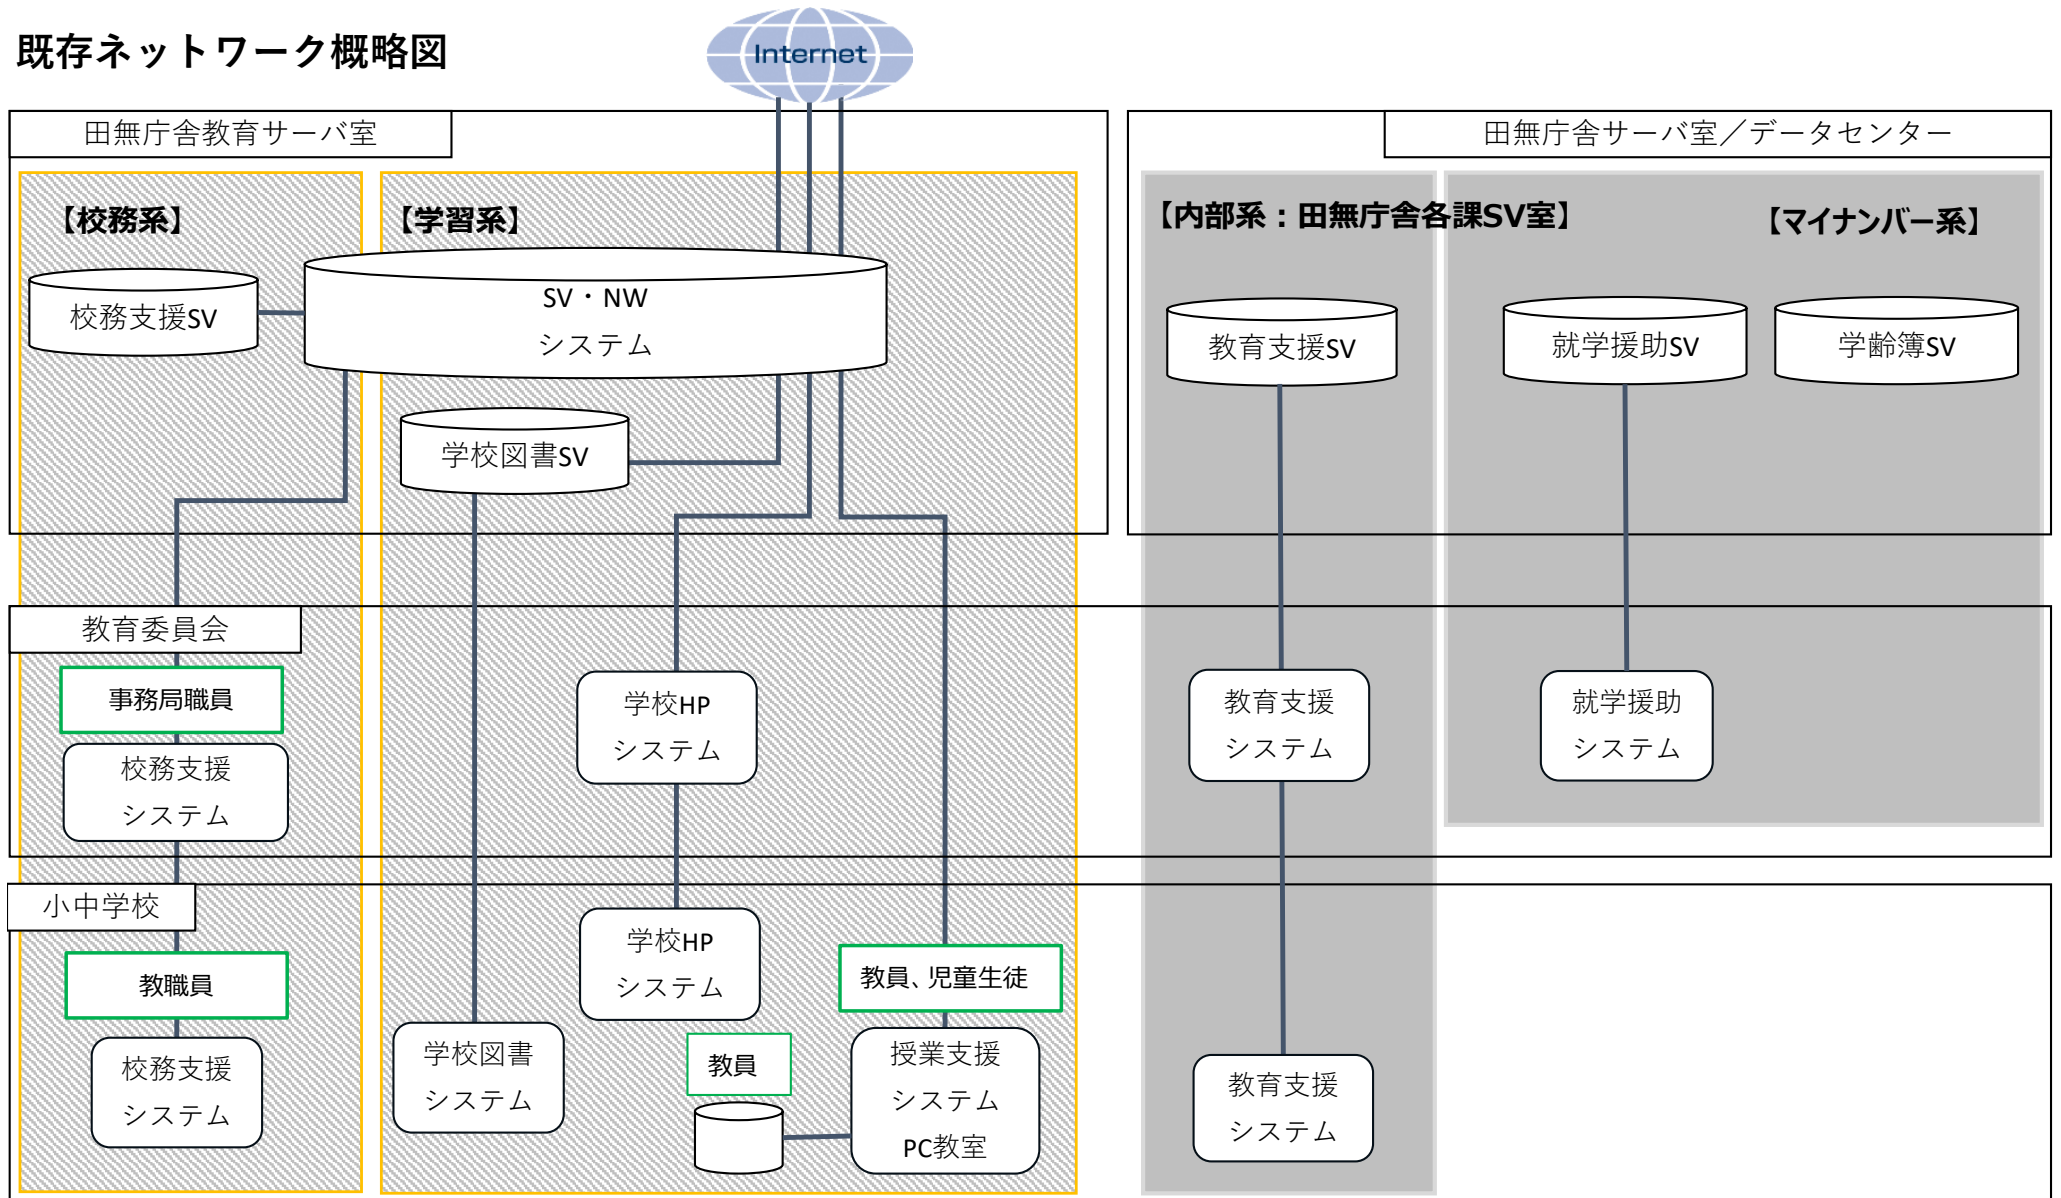 既存ネットワーク概略図
Internet
田無庁舎教育サーバ室
田無庁舎サーバ室／データセンター
【校務系】
【学習系】
【内部系：田無庁舎各課SV室】
【マイナンバー系】
校務支援SV
SV・NW
システム
教育支援SV
就学援助SV
学齢簿SV
学校図書SV
教育委員会
事務局職員
校務支援
システム
学校HP
システム
教育支援
システム
就学援助
システム
小中学校
教職員
校務支援
システム
学校図書
システム
学校HP
システム
教員
教員、児童生徒
授業支援
システム
PC教室
教育支援
システム